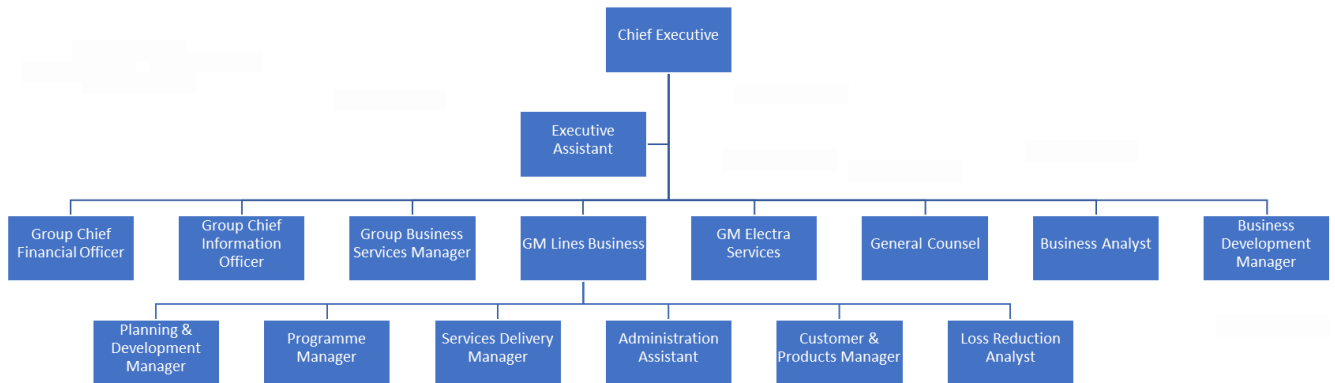 Chief Executive
Executive
Assistant
Group Chief
Financial Officer
Group Chief
Information
Officer
Group Business
Services Manager
GM Lines Business
GM Electra
Services
General Counsel
Business Analyst
Business
Development
Manager
Planning &
Development
Manager
Programme
Manager
Services Delivery
Manager
Administration
Assistant
Customer &
Products Manager
Loss Reduction
Analyst